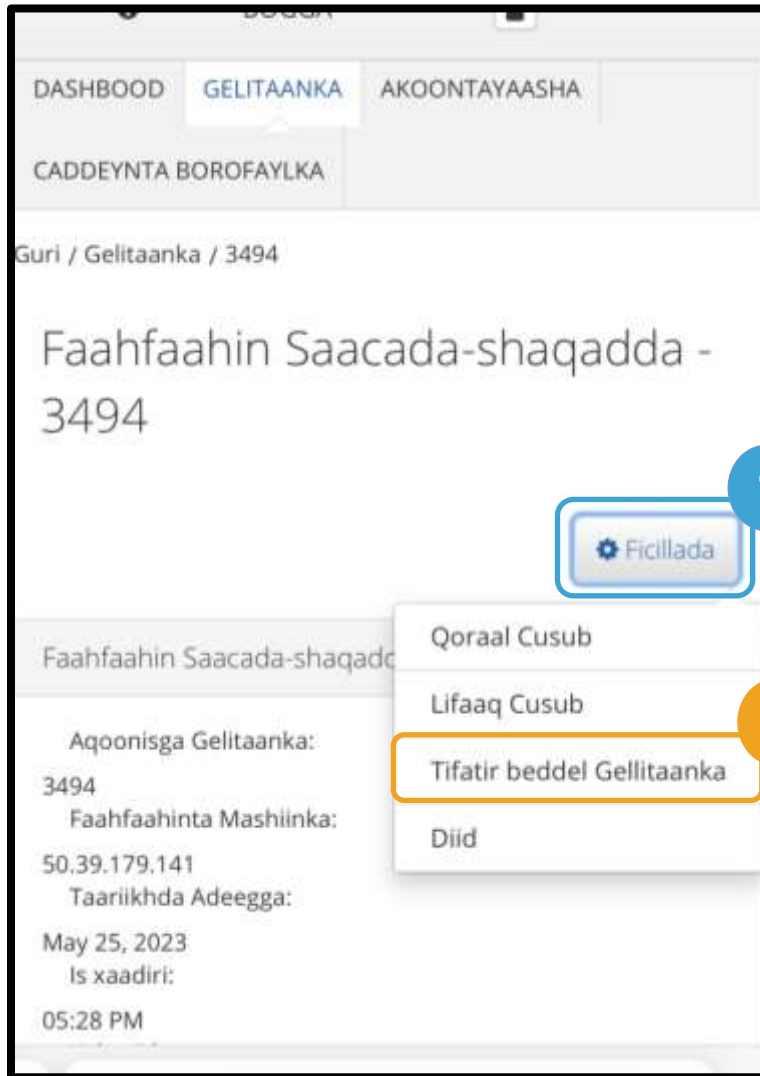 DASHBOOD GELITAANKA AKOONTAYAASHA
CADDEYNTA BOROFAYLKA
Guri / Gelitaanka / 3494
Faahfaahin Saacada-shaqadda -
3494
Ficillada
Qoraal Cusub
Faahfaahin
Lifaaq Cusub
Aqoonisga Gelitaanka:
Tifatir beddel Gellitaanka
3494
Faahfaahinta Mashiinka:
Diid
50.39.179.141
Taariikhda Adeegga:
May 25, 2023
Is xaadiri:
05:28 PM